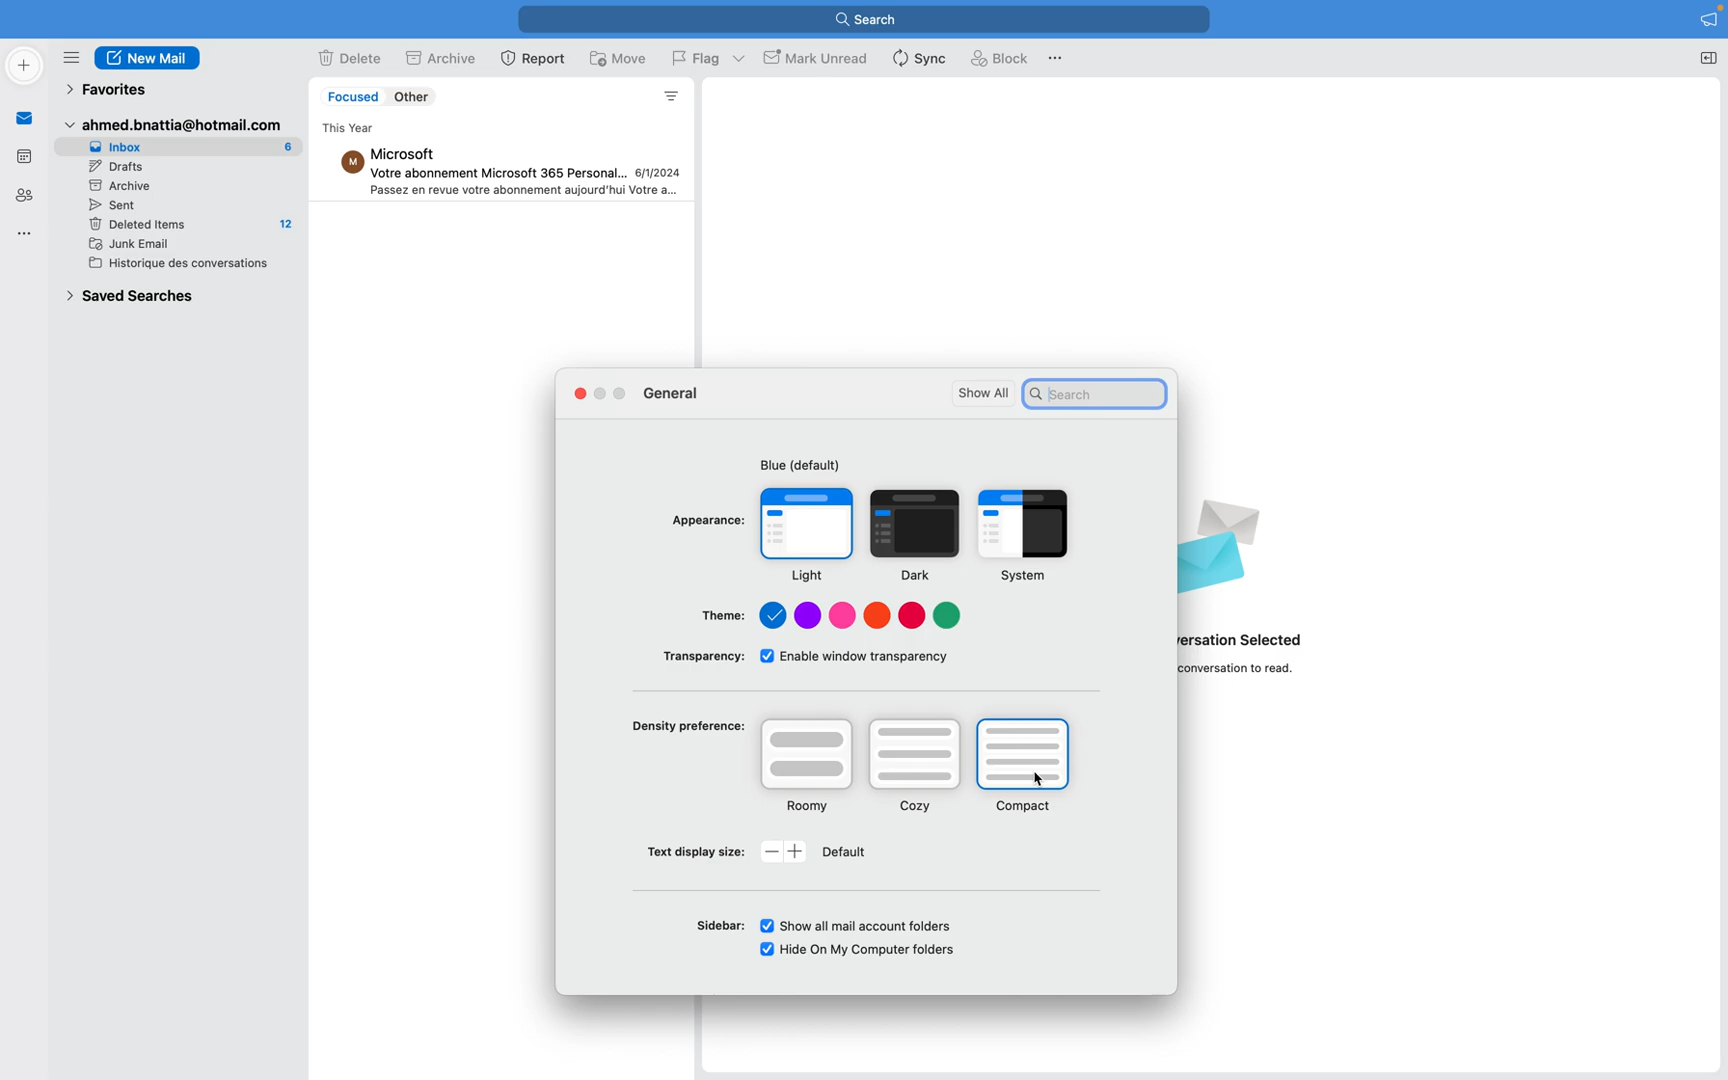 Search
New Mail
Delete
Archive
Report
Move
Flag
Mark Unread
Sync
Block
Favorites
ahmed.bnattia@hotmail.com
Inbox 6
Drafts
Archive
Sent
Deleted Items 12
Junk Email
Historique des conversations
Saved Searches
Focused Other
This Year
M
Microsoft
Votre abonnement Microsoft 365 Personal... 6/1/2024
Passez en revue votre abonnement aujourd'hui Votre a...
General
Show All
Search
Blue (default)
Appearance:
Light
Dark
System
Theme:
Transparency: Enable window transparency
Density preference:
Roomy
Cozy
Compact
Text display size: Default
Sidebar: Show all mail account folders
Hide On My Computer folders
versation Selected
conversation to read.